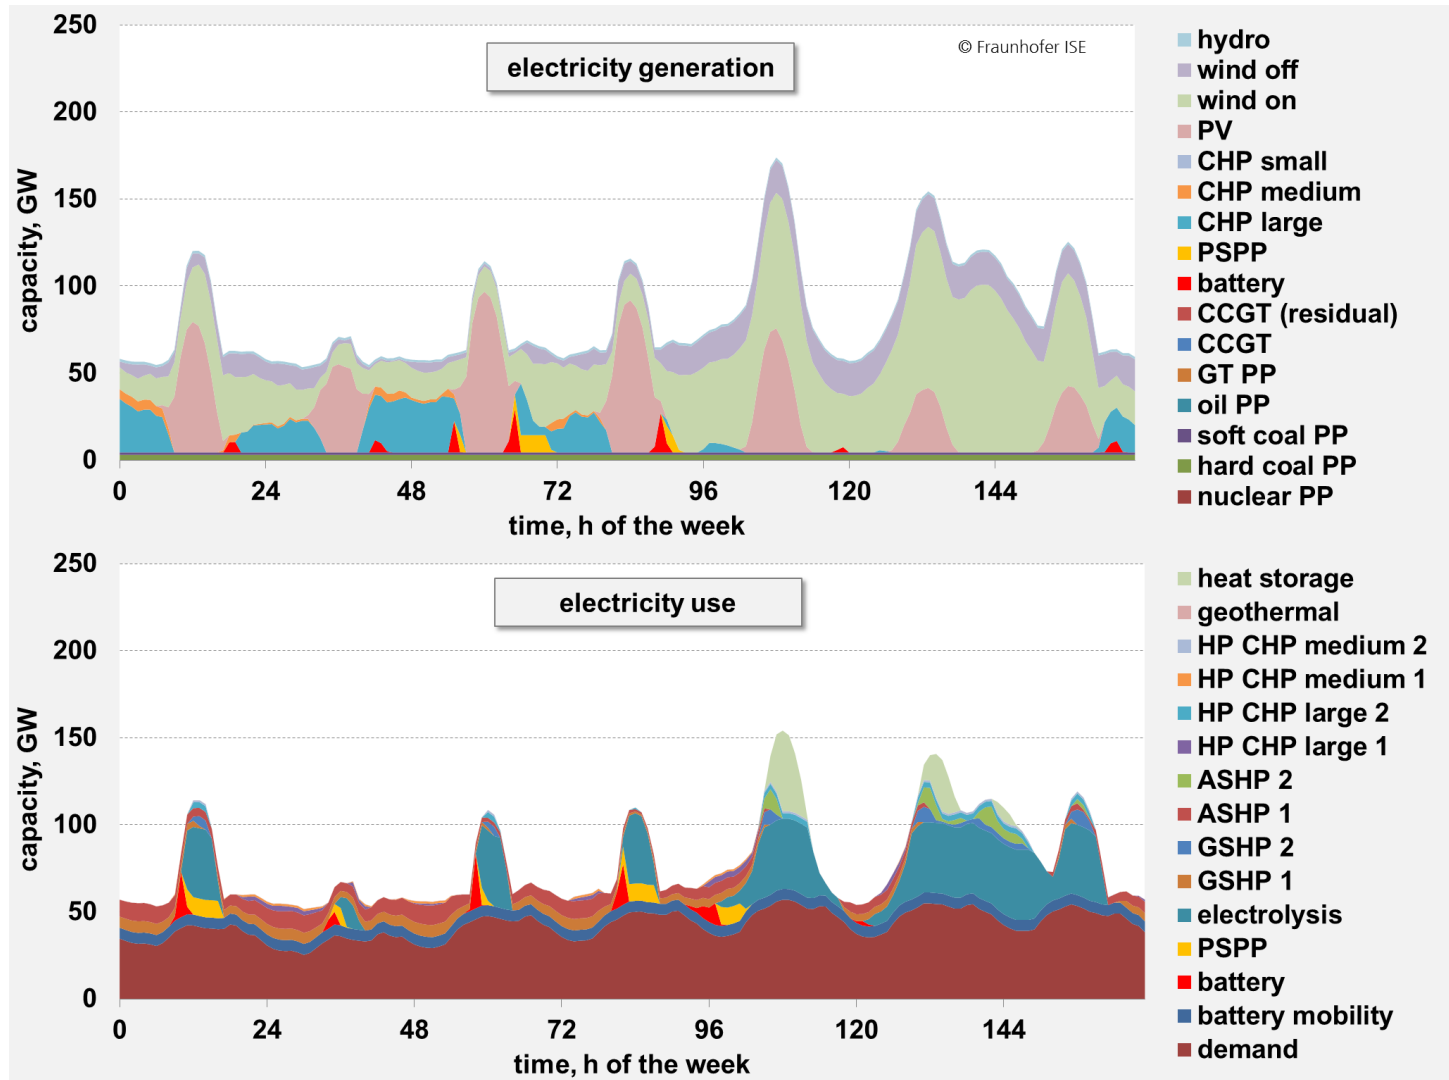 250
200
150
100
50
0
capacity, GW
electricity generation
© Fraunhofer ISE
0 24 48 72 96 120 144
time, h of the week
hydro
wind off
wind on
PV
CHP small
CHP medium
CHP large
PSPP
battery
CCGT (residual)
CCGT
GT PP
oil PP
soft coal PP
hard coal PP
nuclear PP
250
200
150
100
50
0
capacity, GW
electricity use
0 24 48 72 96 120 144
time, h of the week
heat storage
geothermal
HP CHP medium 2
HP CHP medium 1
HP CHP large 2
HP CHP large 1
ASHP 2
ASHP 1
GSHP 2
GSHP 1
electrolysis
PSPP
battery
battery mobility
demand